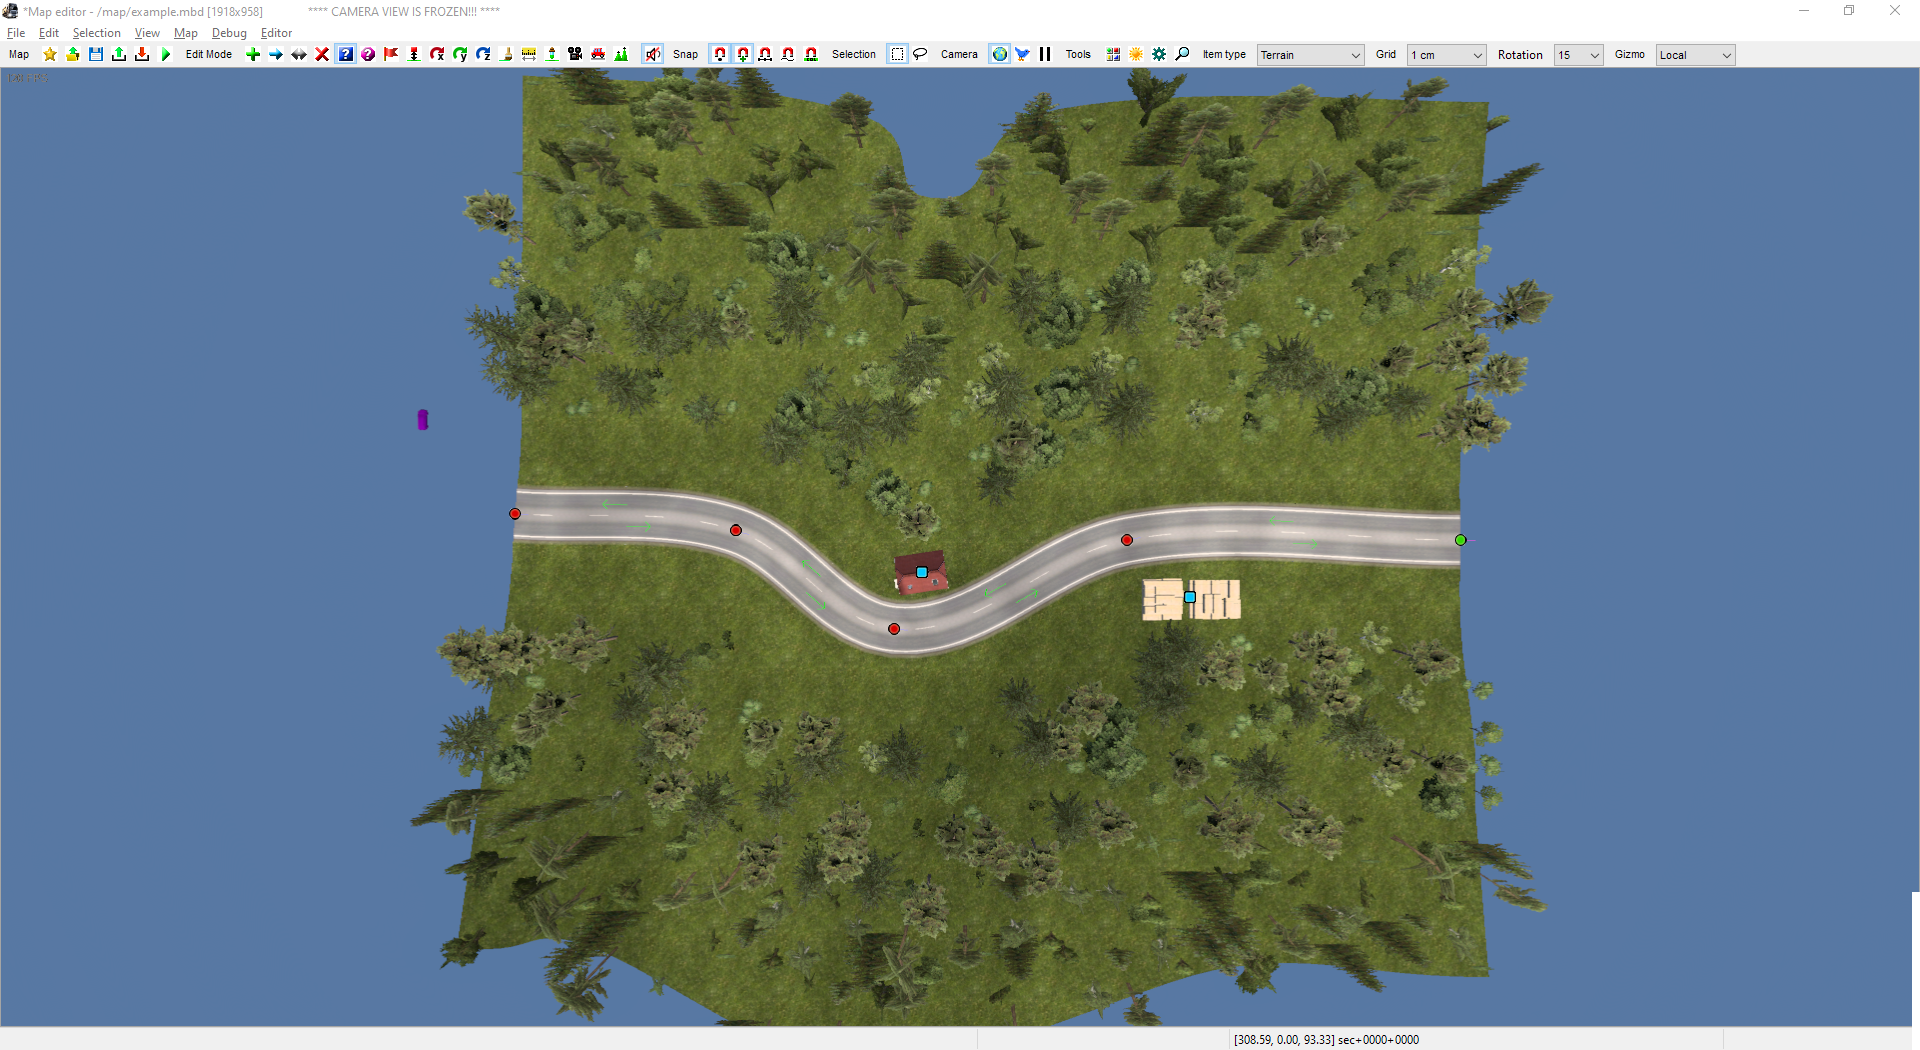 *Map editor - /map/example.mbd [1918x958] **** CAMERA VIEW IS FROZEN!!! ****
File Edit Selection View Map Debug Editor
Map Edit Mode Snap Selection Camera Tools Item type Terrain Grid 1 cm Rotation 15 Gizmo Local
[308.59, 0.00, 93.33] sec+0000+0000